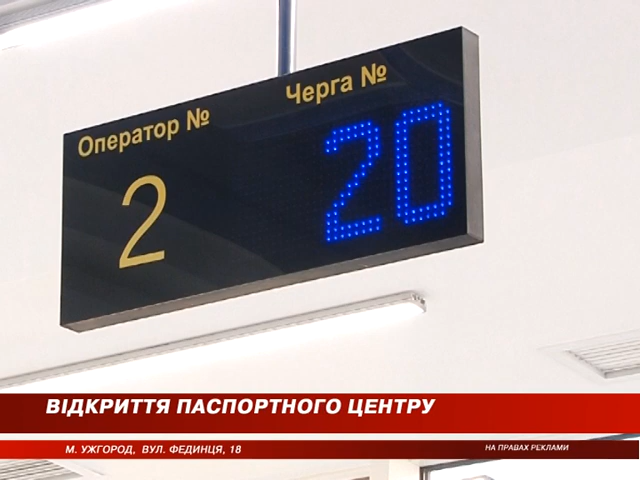 Оператор № Черга №
2 20
ВІДКРИТТЯ ПАСПОРТНОГО ЦЕНТРУ
М. УЖГОРОД, ВУЛ. ФЕДИНЦЯ, 18 НА ПРАВАХ РЕКЛАМИ